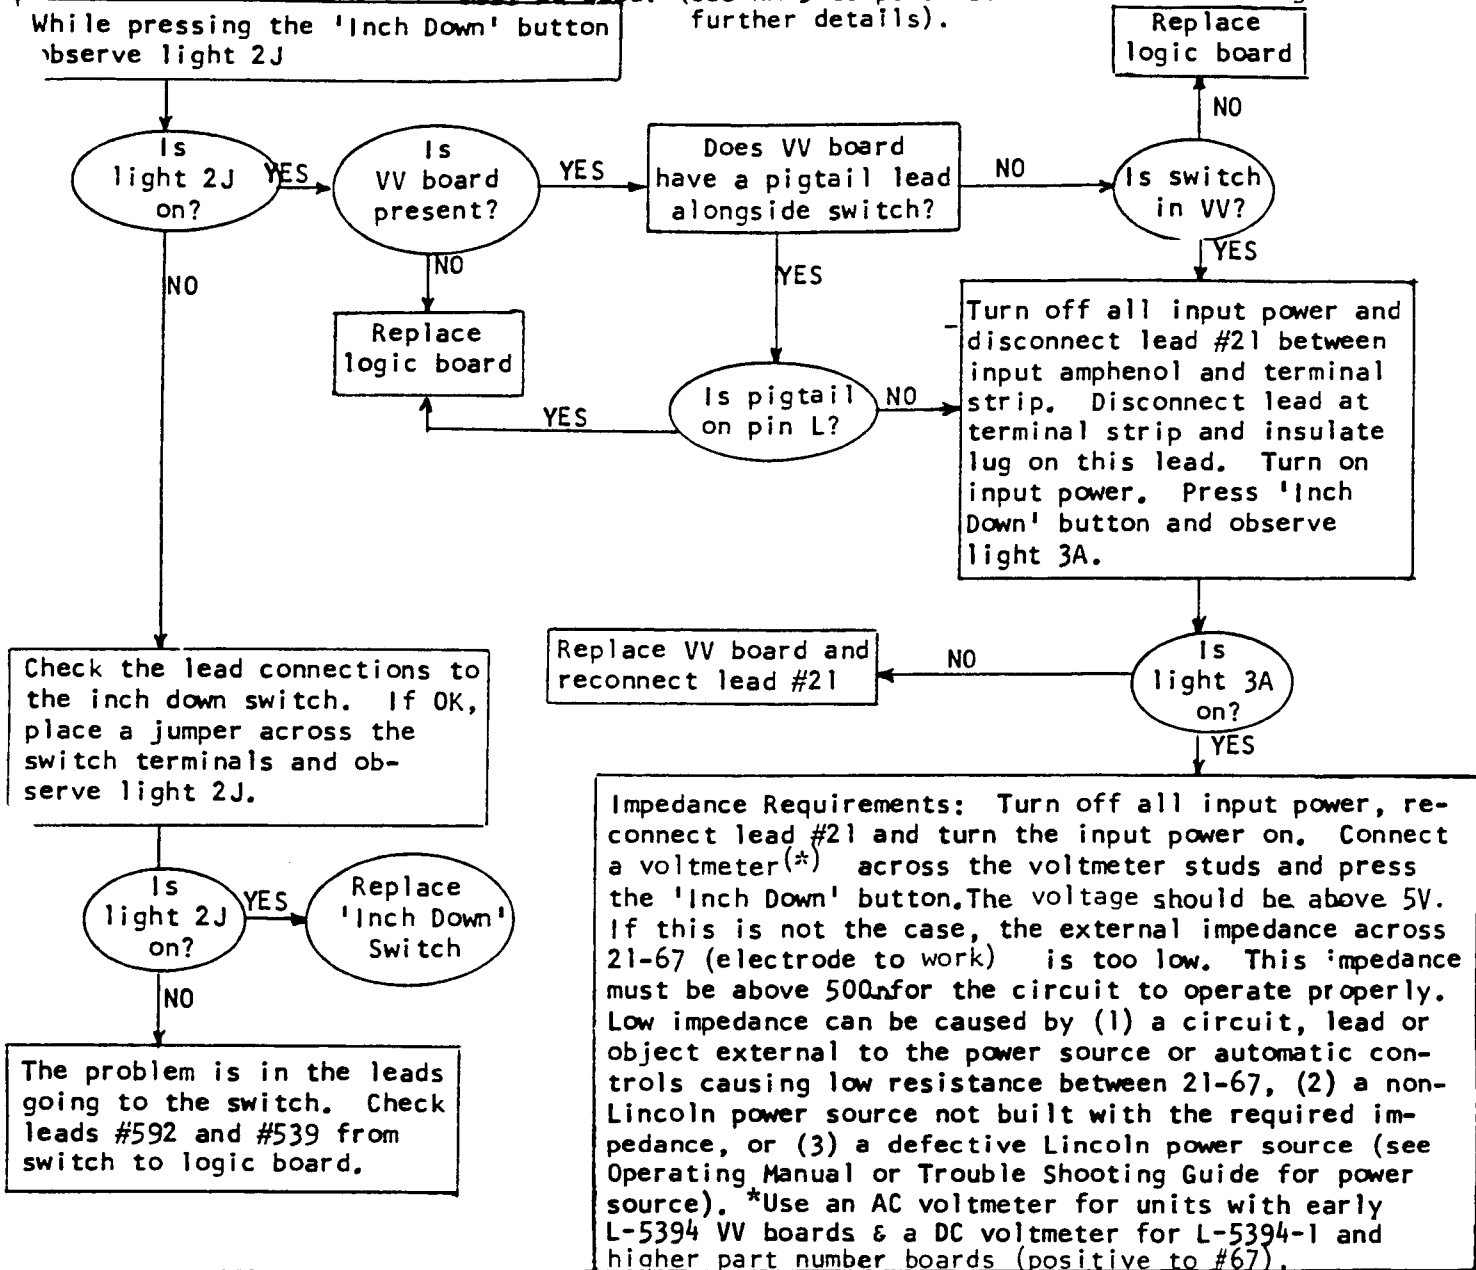 further details).
While pressing the 'Inch Down' button
observe light 2J
Replace
logic board
NO
Is
light 2J
on?
YES
Is
VV board
present?
YES
Does VV board
have a pigtail lead
alongside switch?
NO
Is switch
in VV?
YES
NO
NO
Replace
logic board
YES
Is pigtail
on pin L?
YES
NO
Turn off all input power and
disconnect lead #21 between
input amphenol and terminal
strip. Disconnect lead at
terminal strip and insulate
lug on this lead. Turn on
input power. Press 'Inch
Down' button and observe
light 3A.
Is
light 3A
on?
NO
Replace VV board and
reconnect lead #21
YES
Check the lead connections to
the inch down switch. If OK,
place a jumper across the
switch terminals and ob-
serve light 2J.
Is
light 2J
on?
YES
Replace
'Inch Down'
Switch
NO
The problem is in the leads
going to the switch. Check
leads #592 and #539 from
switch to logic board.
Impedance Requirements: Turn off all input power, re-
connect lead #21 and turn the input power on. Connect
a voltmeter(*) across the voltmeter studs and press
the 'Inch Down' button.The voltage should be above 5V.
If this is not the case, the external impedance across
21-67 (electrode to work) is too low. This impedance
must be above 500Ω for the circuit to operate properly.
Low impedance can be caused by (1) a circuit, lead or
object external to the power source or automatic con-
trols causing low resistance between 21-67, (2) a non-
Lincoln power source not built with the required im-
pedance, or (3) a defective Lincoln power source (see
Operating Manual or Trouble Shooting Guide for power
source). *Use an AC voltmeter for units with early
L-5394 VV boards & a DC voltmeter for L-5394-1 and
higher part number boards (positive to #67).